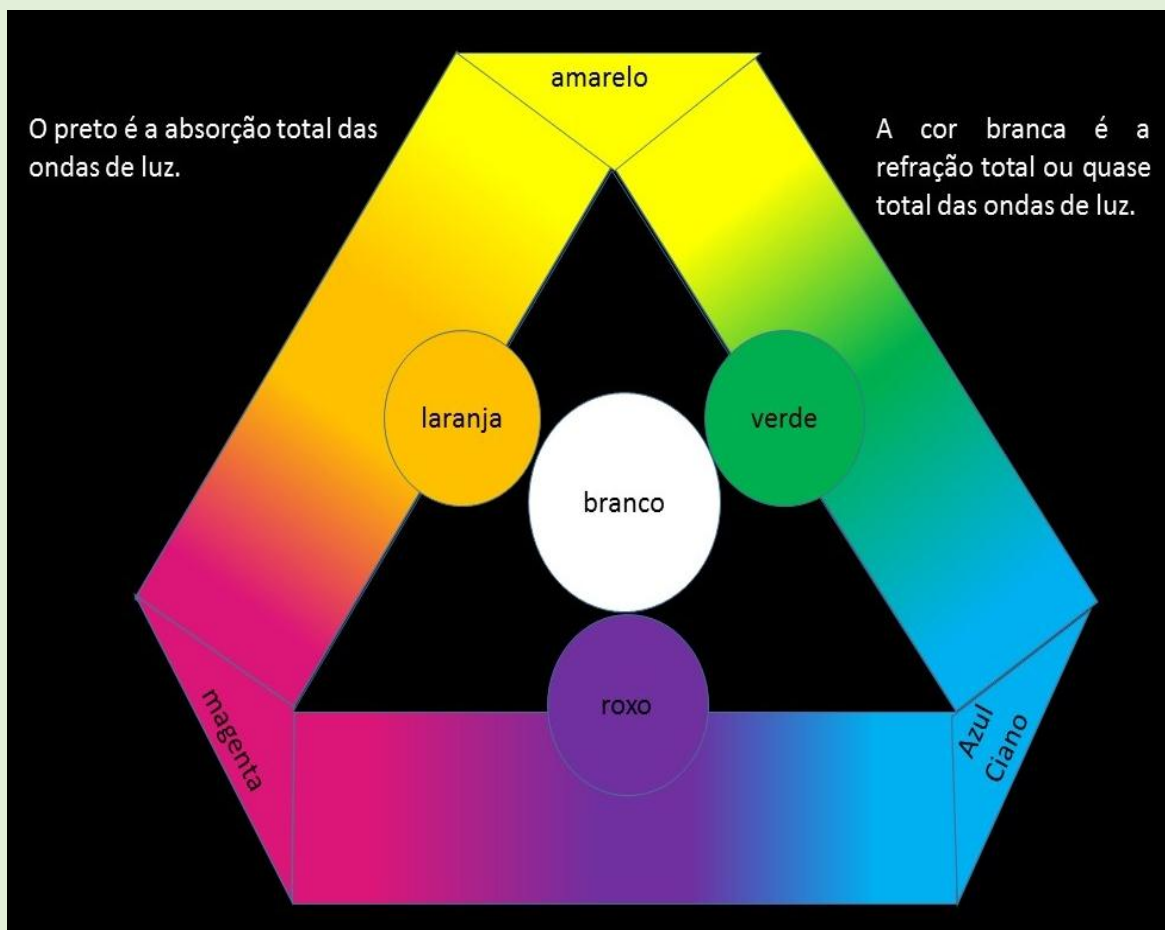 amarelo
O preto é a absorção total das
ondas de luz.
A cor branca é a
refração total ou quase
total das ondas de luz.
laranja
verde
branco
roxo
magenta
Azul
Ciano